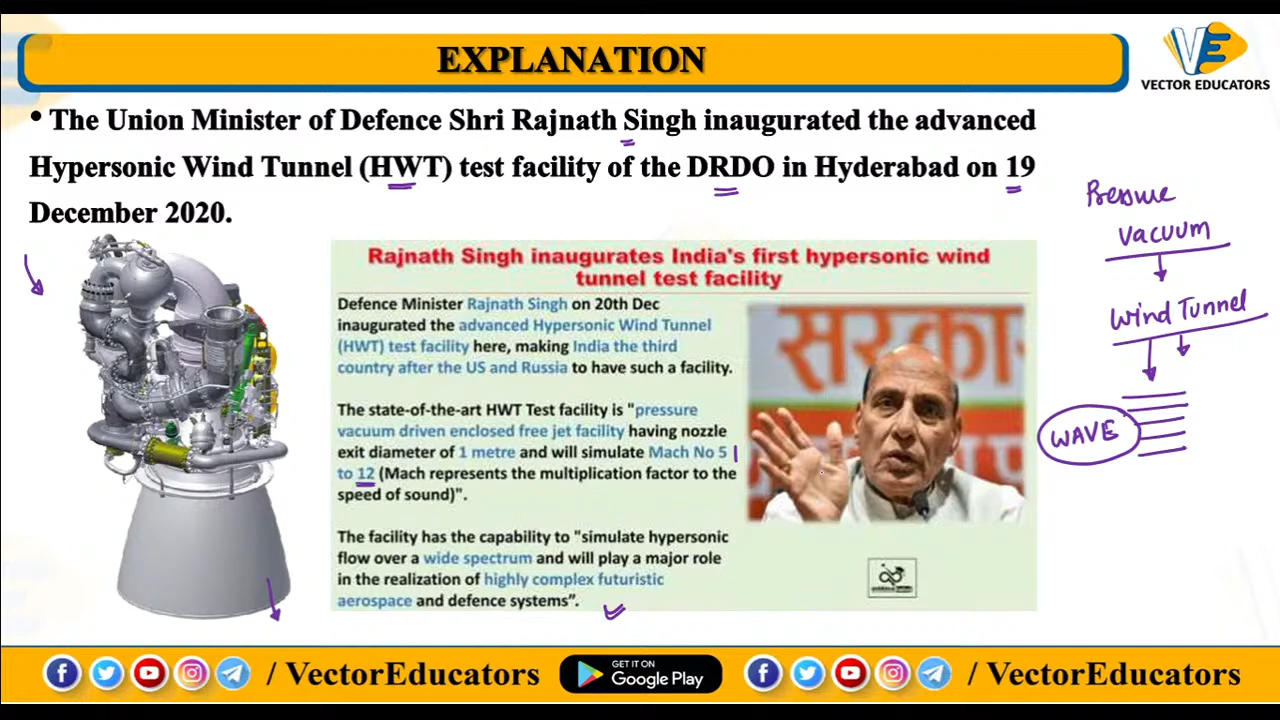 EXPLANATION
VE
VECTOR EDUCATORS
• The Union Minister of Defence Shri Rajnath Singh inaugurated the advanced
Hypersonic Wind Tunnel (HWT) test facility of the DRDO in Hyderabad on 19
December 2020.
Rajnath Singh inaugurates India's first hypersonic wind
tunnel test facility
Defence Minister Rajnath Singh on 20th Dec
inaugurated the advanced Hypersonic Wind Tunnel
(HWT) test facility here, making India the third
country after the US and Russia to have such a facility.
The state-of-the-art HWT Test facility is "pressure
vacuum driven enclosed free jet facility having nozzle
exit diameter of 1 metre and will simulate Mach No 5
to 12 (Mach represents the multiplication factor to the
speed of sound)".
The facility has the capability to "simulate hypersonic
flow over a wide spectrum and will play a major role
in the realization of highly complex futuristic
aerospace and defence systems”.
सरका
Pressure
Vacuum
Wind Tunnel
WAVE
/ VectorEducators
GET IT ON
Google Play
/ VectorEducators